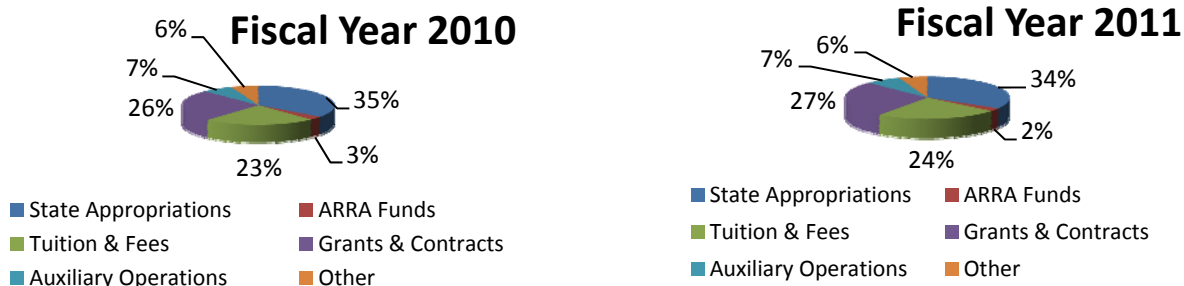 Fiscal Year 2010
6%
7%
35%
26%
3%
23%
State Appropriations ARRA Funds
Tuition & Fees Grants & Contracts
Auxiliary Operations Other
Fiscal Year 2011
6%
7%
34%
27%
2%
24%
State Appropriations ARRA Funds
Tuition & Fees Grants & Contracts
Auxiliary Operations Other